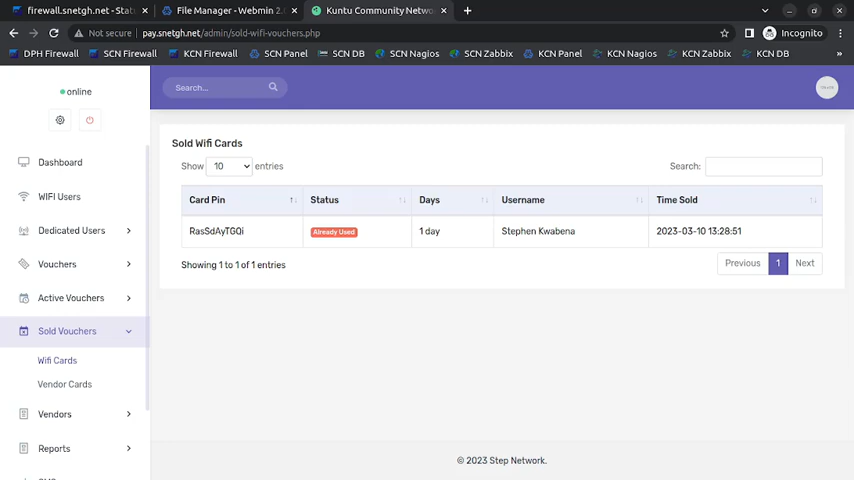 firewall.snetgh.net - Stat
File Manager - Webmin 2.0
Kuntu Community Netwo
Not secure
pay.snetgh.net/admin/sold-wifi-vouchers.php
Incognito
DPH Firewall
SCN Firewall
KCN Firewall
SCN Panel
SCN DB
SCN Nagios
SCN Zabbix
KCN Panel
KCN Nagios
KCN Zabbix
KCN DB
»
online
Search...
Dashboard
WIFI Users
Dedicated Users
Vouchers
Active Vouchers
Sold Vouchers
Wifi Cards
Vendor Cards
Vendors
Reports
Sold Wifi Cards
Show 10 entries
Search:
Card Pin Status Days Username Time Sold
RasSdAyTGQi Already Used 1 day Stephen Kwabena 2023-03-10 13:28:51
Showing 1 to 1 of 1 entries
Previous 1 Next
© 2023 Step Network.